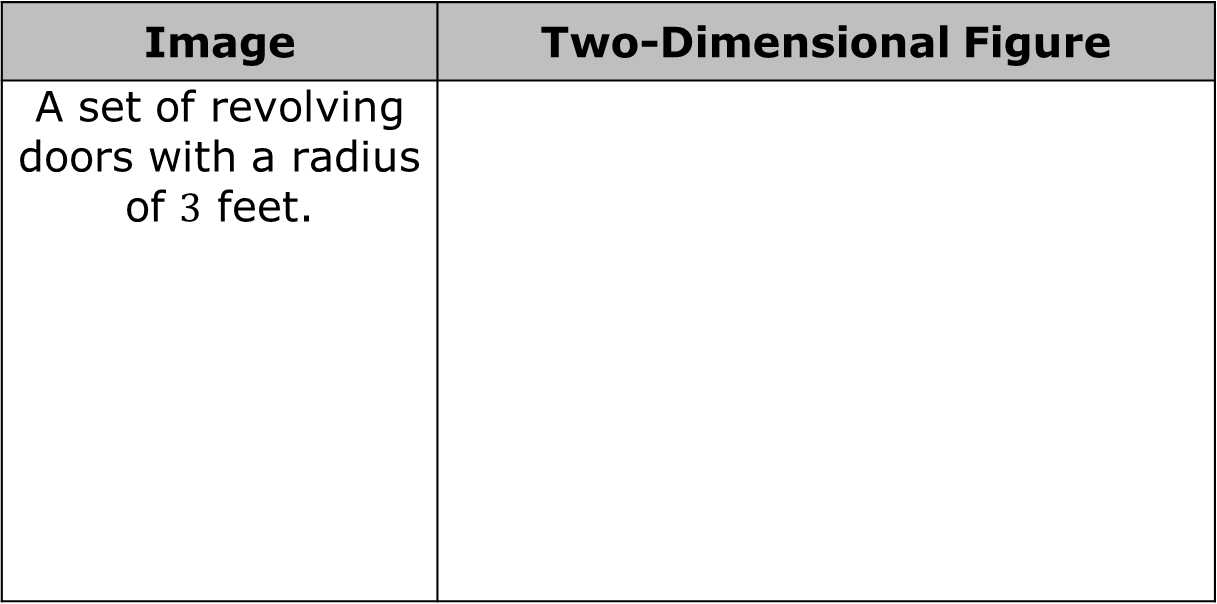 Image
Two-Dimensional Figure
A set of revolving
doors with a radius
of 3 feet.